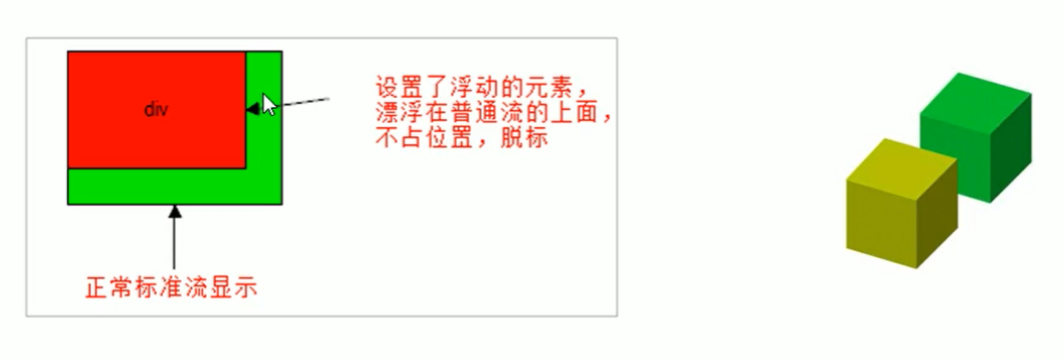 div
设置了浮动的元素，
漂浮在普通流的上面，
不占位置，脱标
正常标准流显示